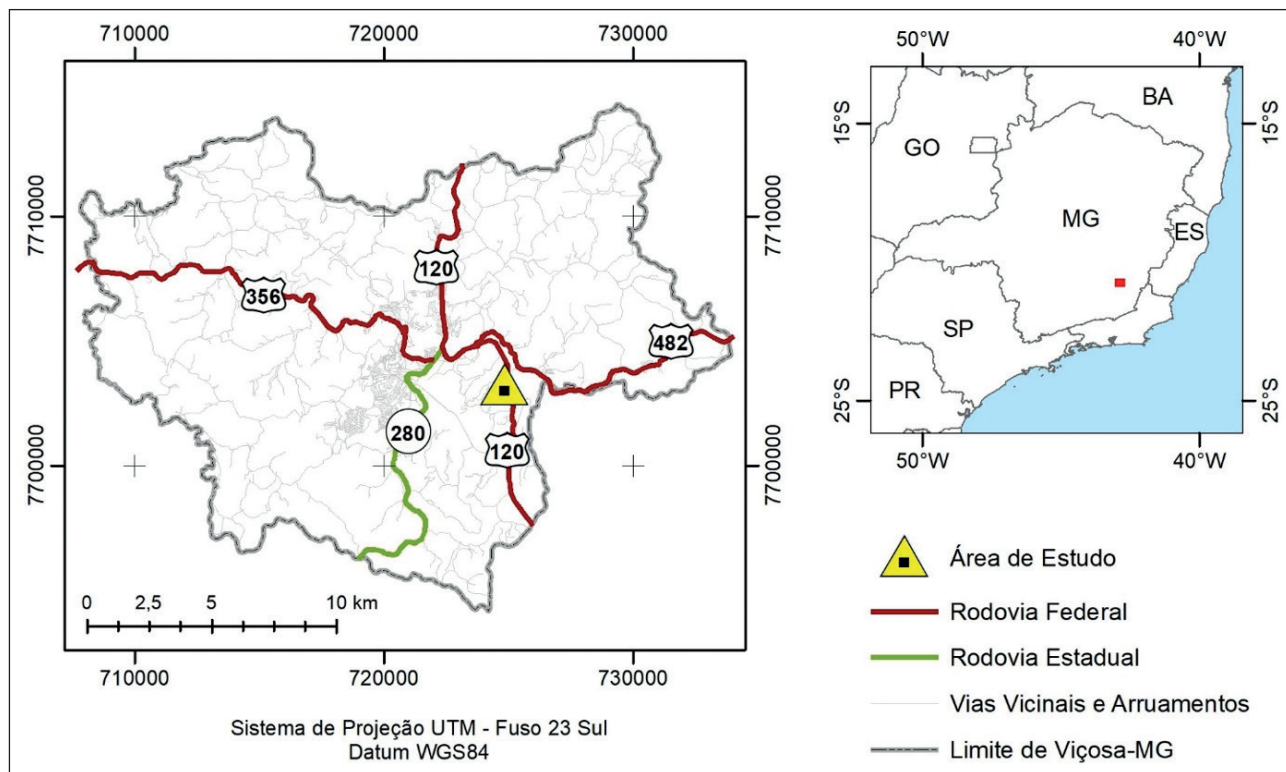 710000
720000
730000
7710000
7710000
7700000
7700000
120
356
482
280
120
0
2,5
5
10 km
710000
720000
730000
Sistema de Projeção UTM - Fuso 23 Sul
Datum WGS84
50°W
40°W
15°S
15°S
25°S
25°S
BA
GO
MG
ES
SP
PR
50°W
40°W
Área de Estudo
Rodovia Federal
Rodovia Estadual
Vias Vicinais e Arruamentos
Limite de Viçosa-MG